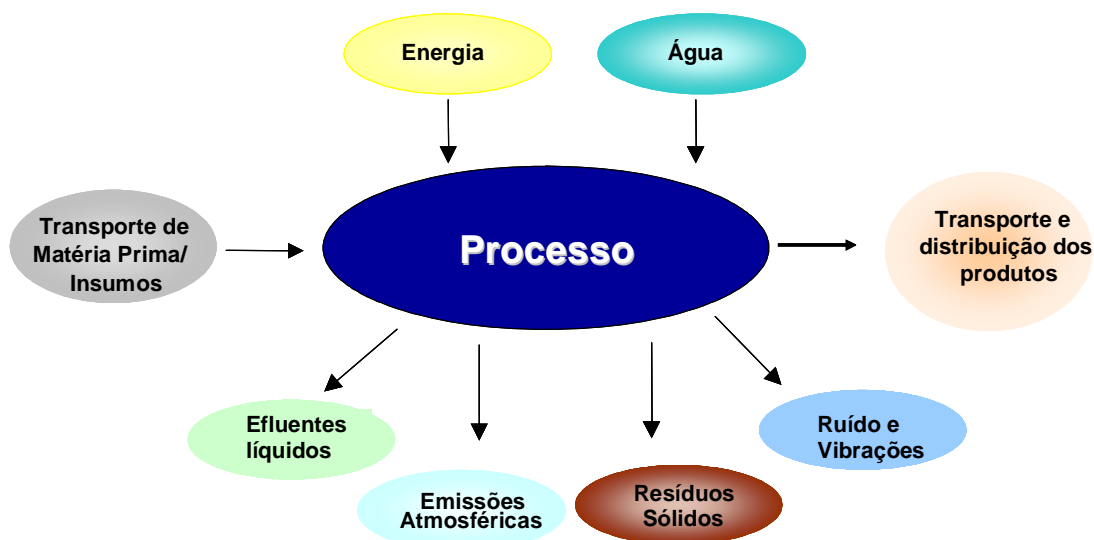 Energia
Água
Transporte de
Matéria Prima/
Insumos
Processo
Transporte e
distribuição dos
produtos
Efluentes
líquidos
Emissões
Atmosféricas
Resíduos
Sólidos
Ruído e
Vibrações